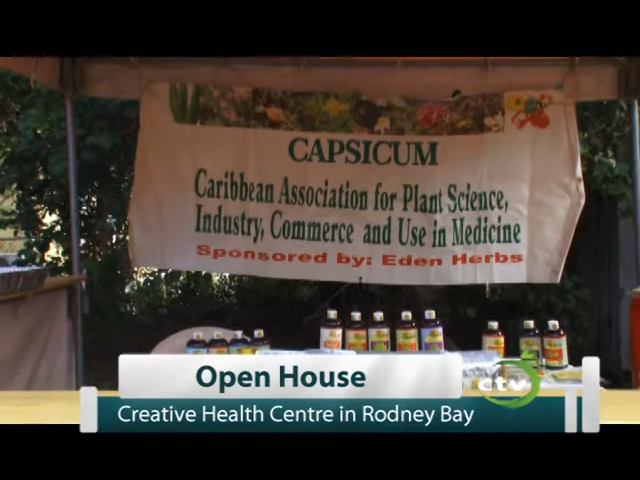 CAPSICUM
Caribbean Association for Plant Science,
Industry, Commerce and Use in Medicine
Sponsored by: Eden Herbs
Open House
ctv
Creative Health Centre in Rodney Bay